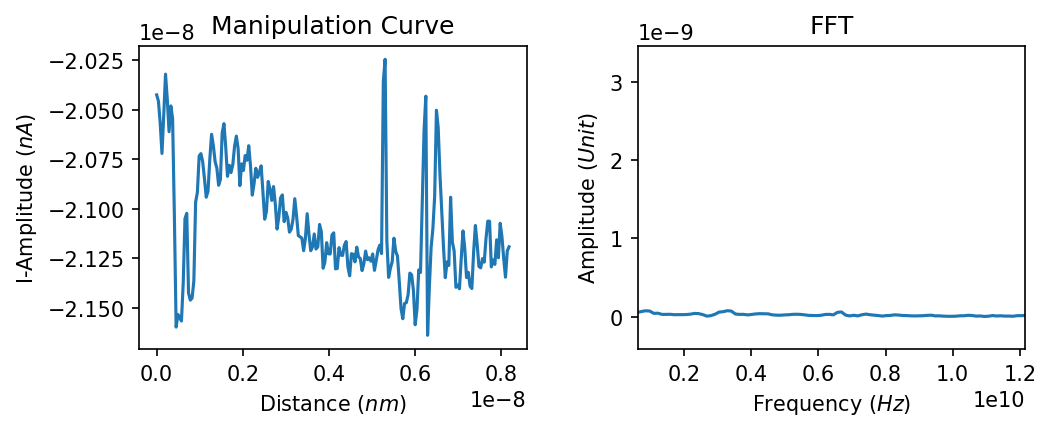 Manipulation Curve
1e−8
−2.025
−2.050
−2.075
−2.100
−2.125
−2.150
I-Amplitude (nA)
0.0 0.2 0.4 0.6 0.8
Distance (nm)
1e−8
FFT
1e−9
3
2
1
0
Amplitude (Unit)
0.2 0.4 0.6 0.8 1.0 1.2
Frequency (Hz)
1e10